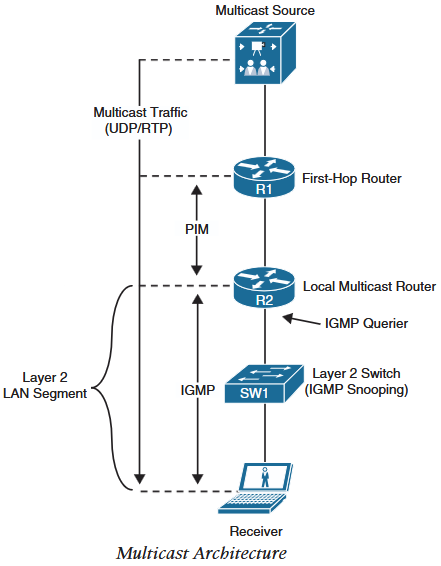 Multicast Source
Multicast Traffic
(UDP/RTP)
First-Hop Router
R1
PIM
Local Multicast Router
R2
IGMP Querier
Layer 2
LAN Segment
IGMP
Layer 2 Switch
(IGMP Snooping)
SW1
Receiver
Multicast Architecture